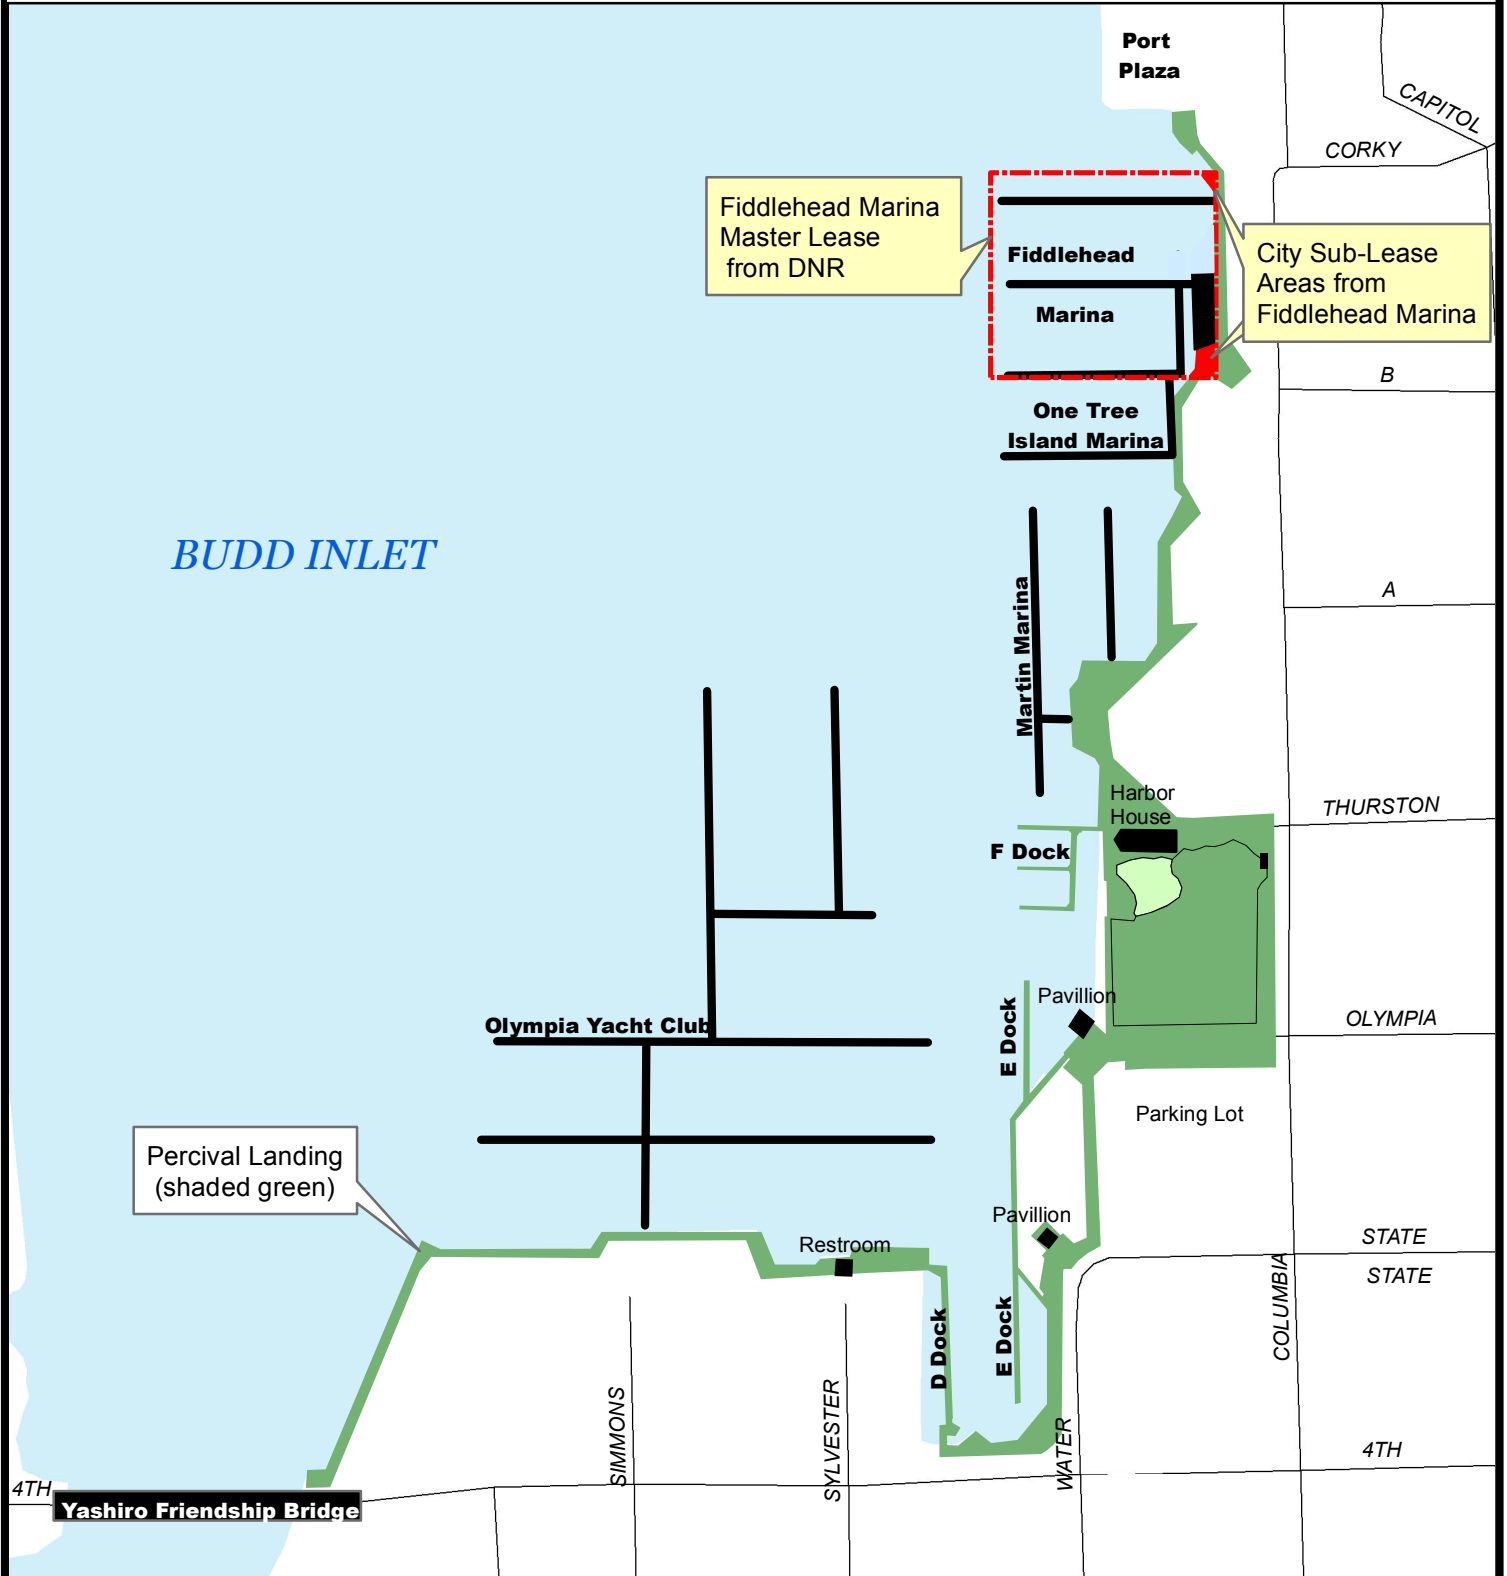 Port
Plaza
CAPITOL
CORKY
Fiddlehead Marina
Master Lease
from DNR
Fiddlehead
Marina
City Sub-Lease
Areas from
Fiddlehead Marina
B
One Tree
Island Marina
BUDD INLET
A
Martin Marina
Harbor
House
THURSTON
F Dock
Pavillion
E Dock
OLYMPIA
Olympia Yacht Club
Parking Lot
Percival Landing
(shaded green)
Pavillion
Restroom
STATE
STATE
COLUMBIA
D Dock
E Dock
SIMMONS
SYLVESTER
WATER
4TH
4TH
Yashiro Friendship Bridge